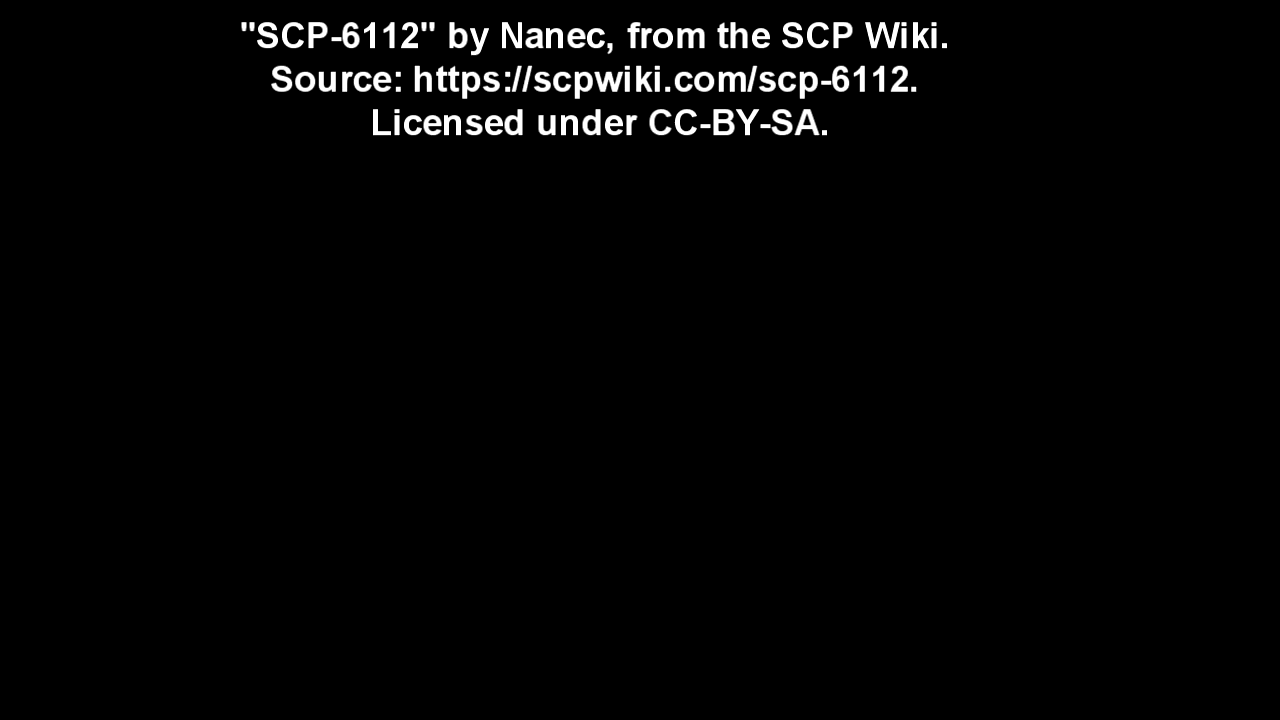 "SCP-6112" by Nanec, from the SCP Wiki.
Source: https://scpwiki.com/scp-6112.
Licensed under CC-BY-SA.